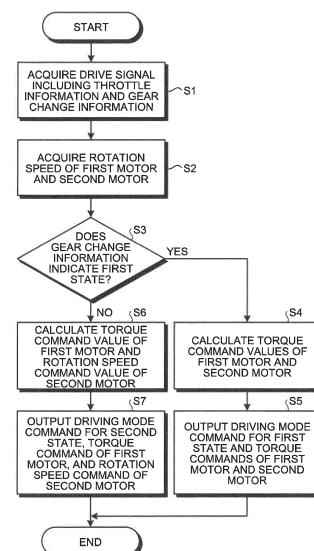 START
ACQUIRE DRIVE SIGNAL
INCLUDING THROTTLE
INFORMATION AND GEAR
CHANGE INFORMATION
S1
ACQUIRE ROTATION
SPEED OF FIRST MOTOR
AND SECOND MOTOR
S2
S3
DOES
GEAR CHANGE
INFORMATION
INDICATE FIRST
STATE?
YES
NO
S6
CALCULATE TORQUE
COMMAND VALUE OF
FIRST MOTOR AND
ROTATION SPEED
COMMAND VALUE OF
SECOND MOTOR
S4
CALCULATE TORQUE
COMMAND VALUES OF
FIRST MOTOR AND
SECOND MOTOR
S7
OUTPUT DRIVING MODE
COMMAND FOR SECOND
STATE, TORQUE
COMMAND OF FIRST
MOTOR, AND ROTATION
SPEED COMMAND OF
SECOND MOTOR
S5
OUTPUT DRIVING MODE
COMMAND FOR FIRST
STATE AND TORQUE
COMMANDS OF FIRST
MOTOR AND SECOND
MOTOR
END